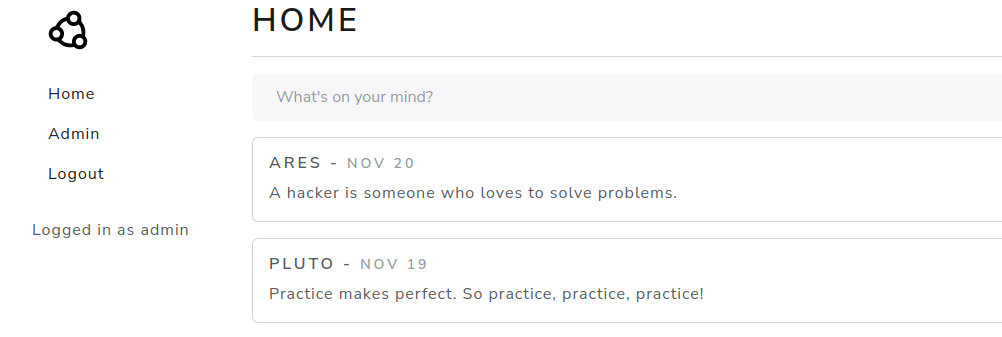 HOME
Home
Admin
Logout
Logged in as admin
What's on your mind?
ARES - NOV 20
A hacker is someone who loves to solve problems.
PLUTO - NOV 19
Practice makes perfect. So practice, practice, practice!